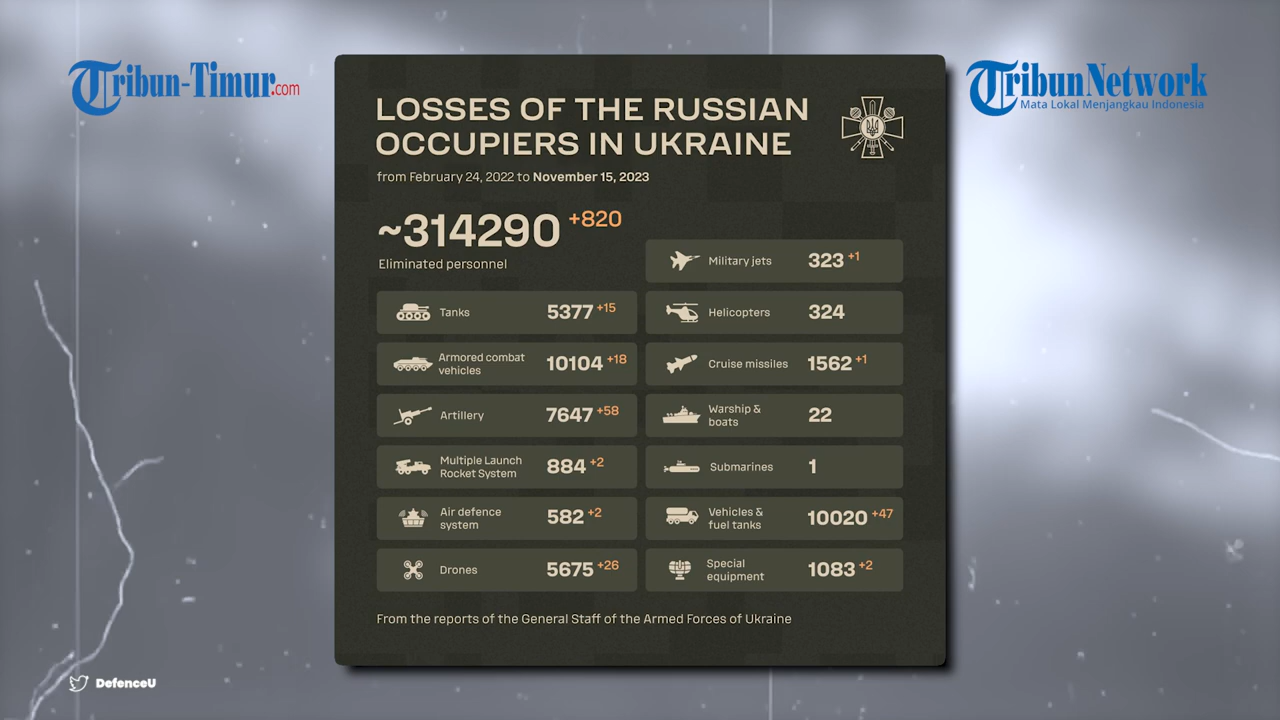 Tribun-Timur.com
TribunNetwork
Mata Lokal Menjangkau Indonesia
LOSSES OF THE RUSSIAN
OCCUPIERS IN UKRAINE
from February 24, 2022 to November 15, 2023
~314290 +820
Eliminated personnel
Military jets 323 +1
Tanks 5377 +15
Helicopters 324
Armored combat
vehicles 10104 +18
Cruise missiles 1562 +1
Artillery 7647 +58
Warship &
boats 22
Multiple Launch
Rocket System 884 +2
Submarines 1
Air defence
system 582 +2
Vehicles &
fuel tanks 10020 +47
Drones 5675 +26
Special
equipment 1083 +2
From the reports of the General Staff of the Armed Forces of Ukraine
DefenceU